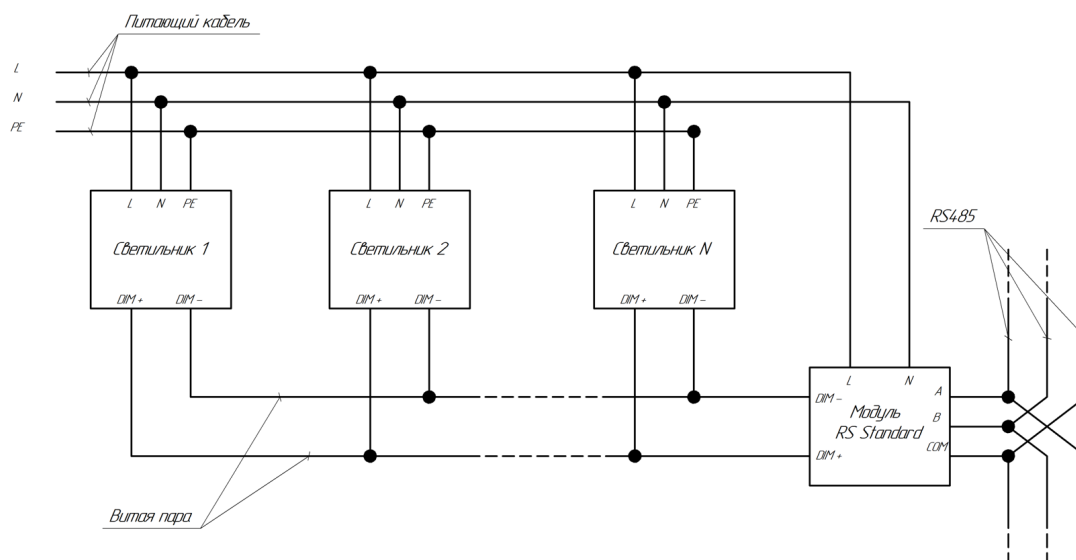 Питающий кабель
L
N
PE
L N PE
Светильник 1
DIM + DIM –
L N PE
Светильник 2
DIM + DIM –
L N PE
Светильник N
DIM + DIM –
RS485
L N
DIM –
A
Модуль
RS Standard
B
COM
DIM +
Витая пара